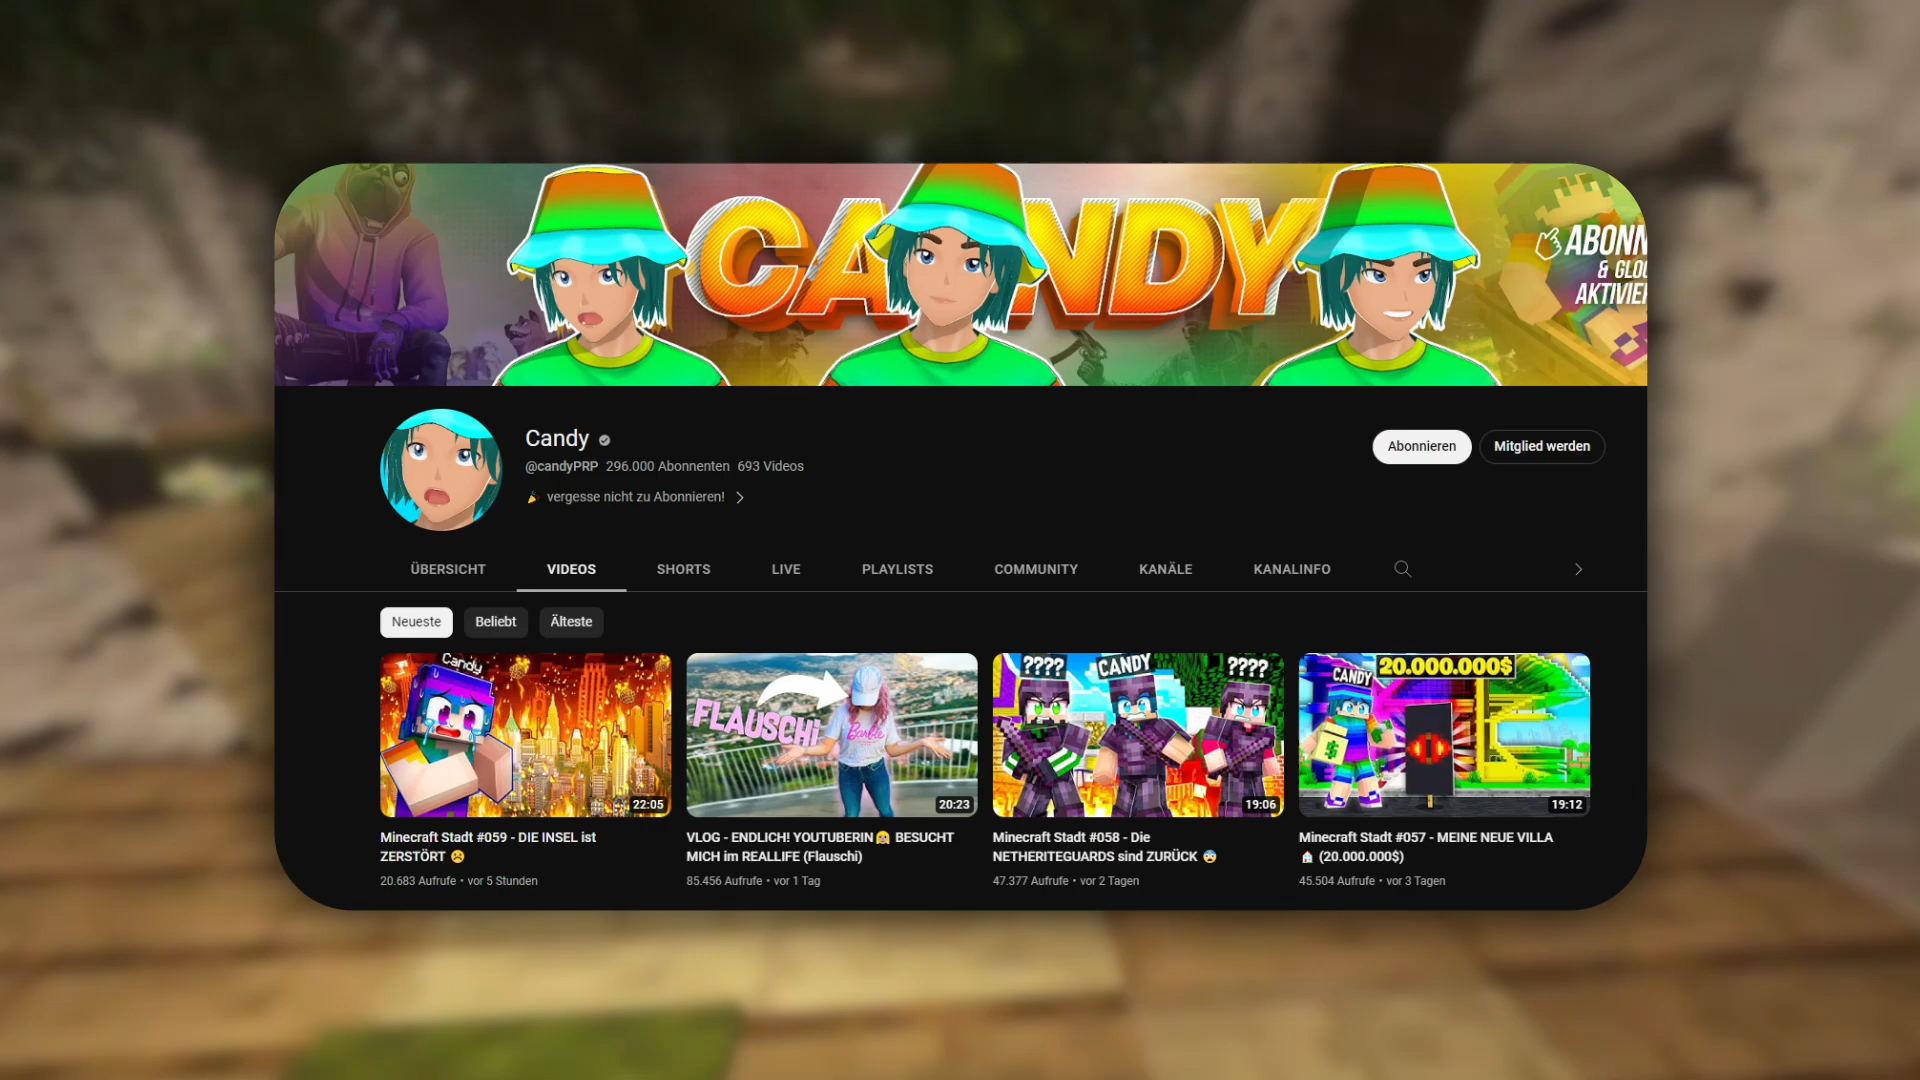 CANDY
ABONN
& GLOC
AKTIVIER
Candy
@candyPRP 296.000 Abonnenten 693 Videos
🎉 vergesse nicht zu Abonnieren!
Abonnieren
Mitglied werden
ÜBERSICHT
VIDEOS
SHORTS
LIVE
PLAYLISTS
COMMUNITY
KANÄLE
KANALINFO
Neueste
Beliebt
Älteste
Candy
22:05
Minecraft Stadt #059 - DIE INSEL ist
ZERSTÖRT ☹️
20.683 Aufrufe • vor 5 Stunden
FLAUSCHi
Barbie
20:23
VLOG - ENDLICH! YOUTUBERIN🙍‍♀️ BESUCHT
MICH im REALLIFE (Flauschi)
85.456 Aufrufe • vor 1 Tag
????
CANDY
????
19:06
Minecraft Stadt #058 - Die
NETHERITEGUARDS sind ZURÜCK 😨
47.377 Aufrufe • vor 2 Tagen
CANDY
20.000.000$
$
19:12
Minecraft Stadt #057 - MEINE NEUE VILLA
🏠 (20.000.000$)
45.504 Aufrufe • vor 3 Tagen